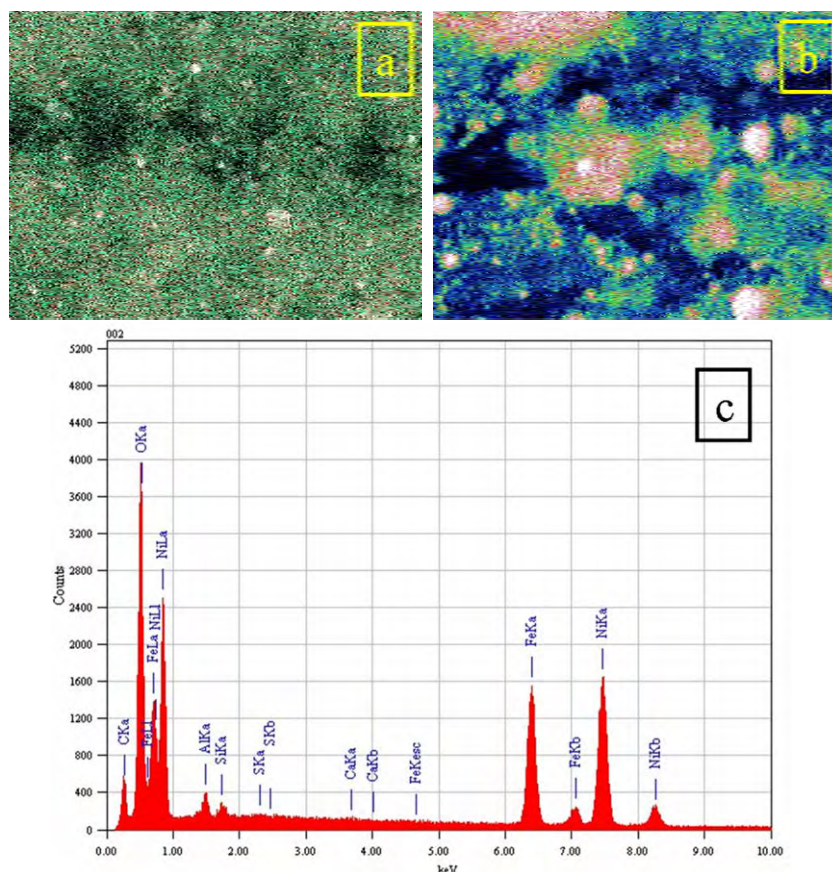 a
b
002
c
5200
4800
4400
4000
3600
3200
2800
2400
2000
1600
1200
800
400
0
Counts
CKa
OKa
FeLl
FeLa NiLl
NiLa
AlKa
SiKa
SKa
SKb
CaKa
CaKb
FeKesc
FeKa
FeKb
NiKa
NiKb
0.00 1.00 2.00 3.00 4.00 5.00 6.00 7.00 8.00 9.00 10.00
keV